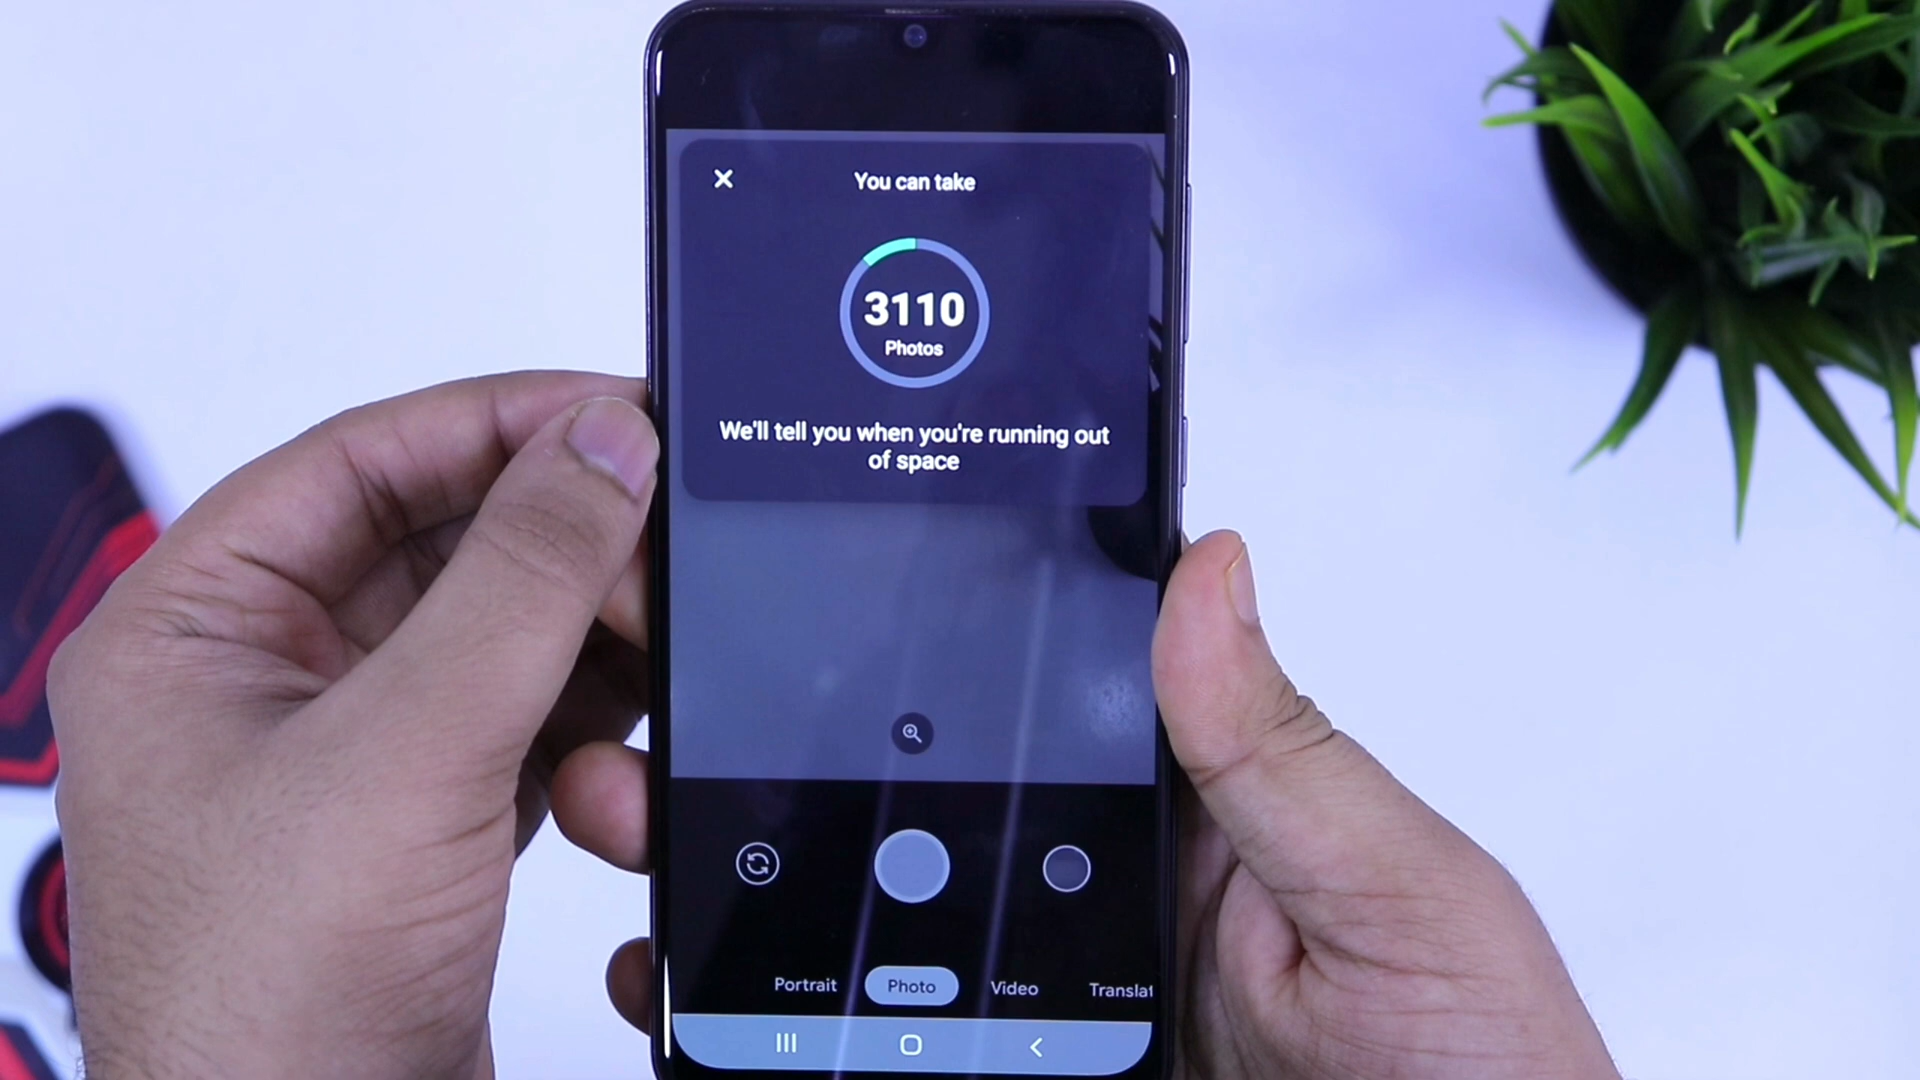 You can take
3110
Photos
We'll tell you when you're running out
of space
Portrait
Photo
Video
Translat